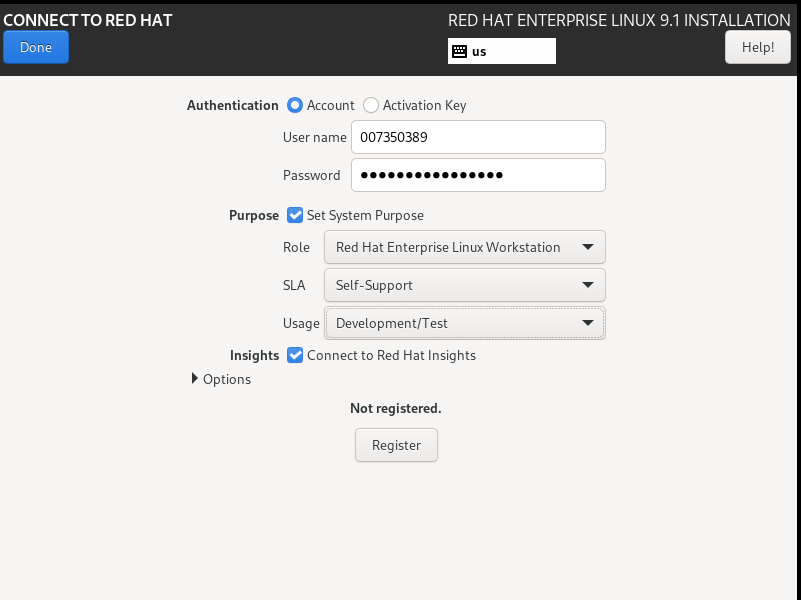 CONNECT TO RED HAT
RED HAT ENTERPRISE LINUX 9.1 INSTALLATION
Done
us
Help!
Authentication Account Activation Key
User name 007350389
Password ●●●●●●●●●●●●●●●●
Purpose Set System Purpose
Role Red Hat Enterprise Linux Workstation
SLA Self-Support
Usage Development/Test
Insights Connect to Red Hat Insights
Options
Not registered.
Register